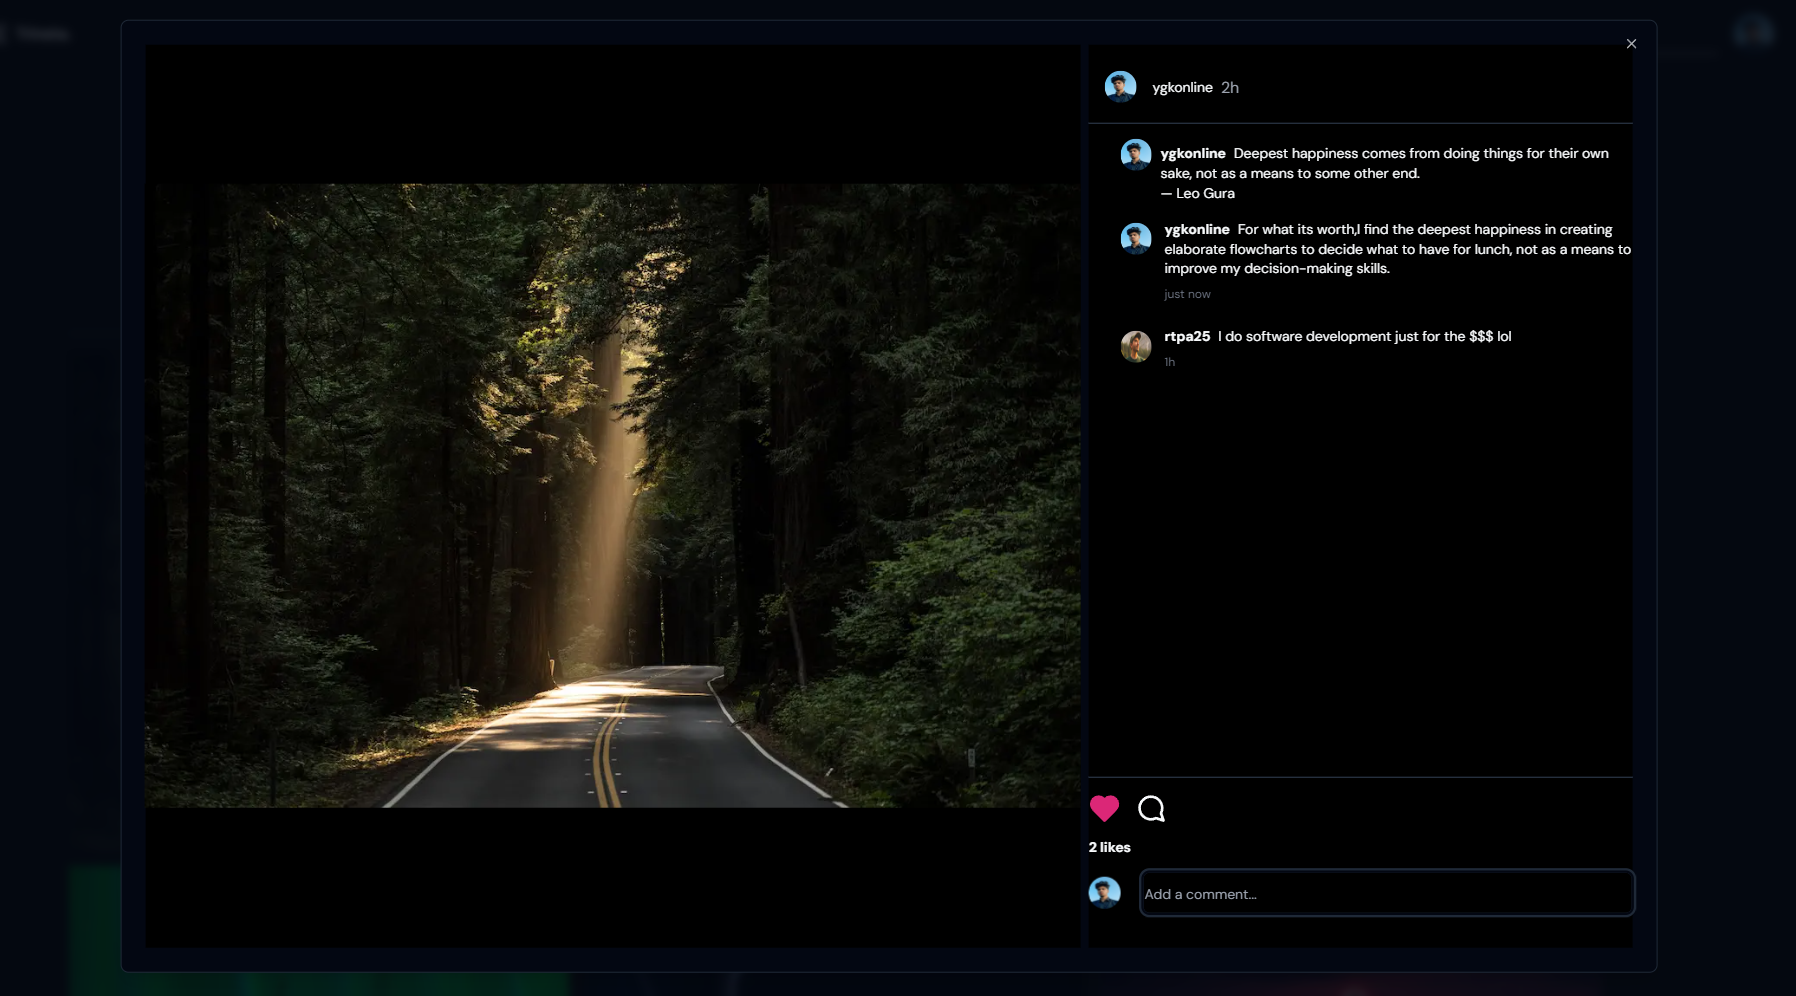 ygkonline 2h
ygkonline Deepest happiness comes from doing things for their own
sake, not as a means to some other end.
— Leo Gura
ygkonline For what its worth,I find the deepest happiness in creating
elaborate flowcharts to decide what to have for lunch, not as a means to
improve my decision-making skills.
just now
rtpa25 I do software development just for the $$$ lol
1h
2 likes
Add a comment...